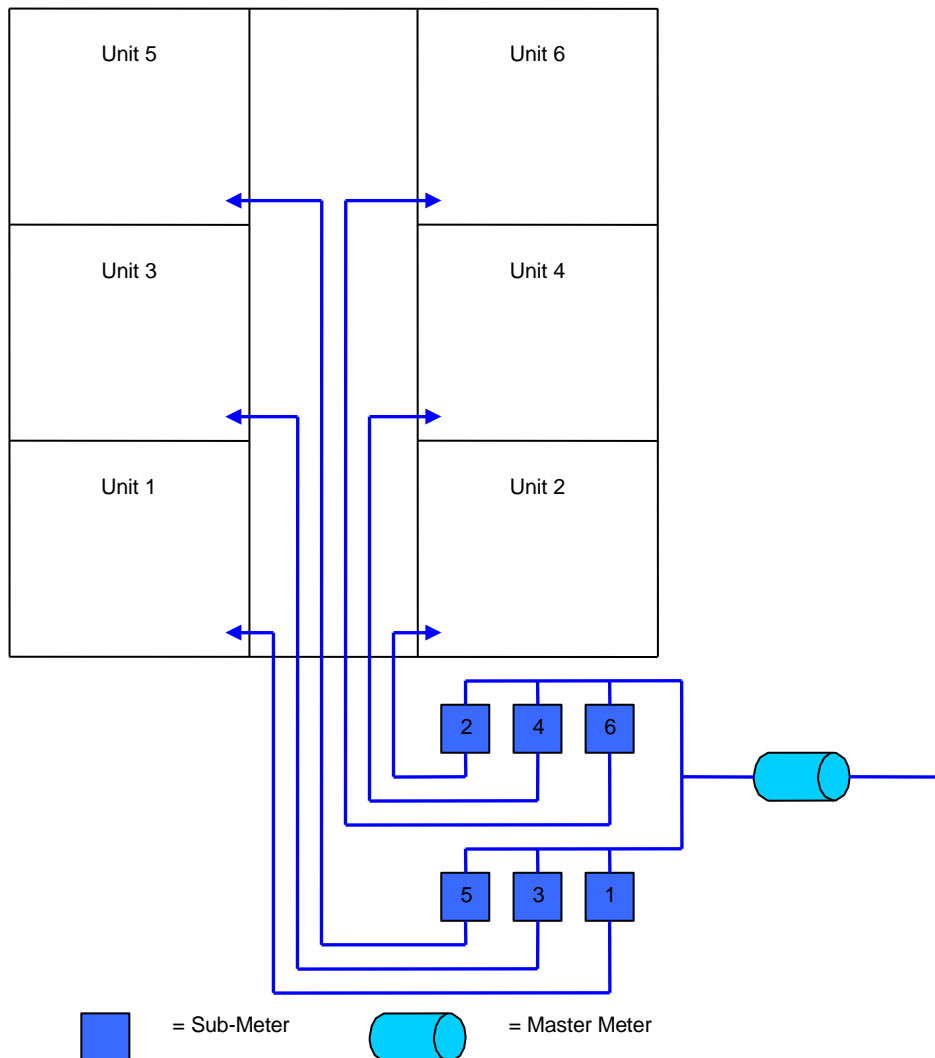 Unit 5
Unit 6
Unit 3
Unit 4
Unit 1
Unit 2
2 4 6
5 3 1
= Sub-Meter = Master Meter